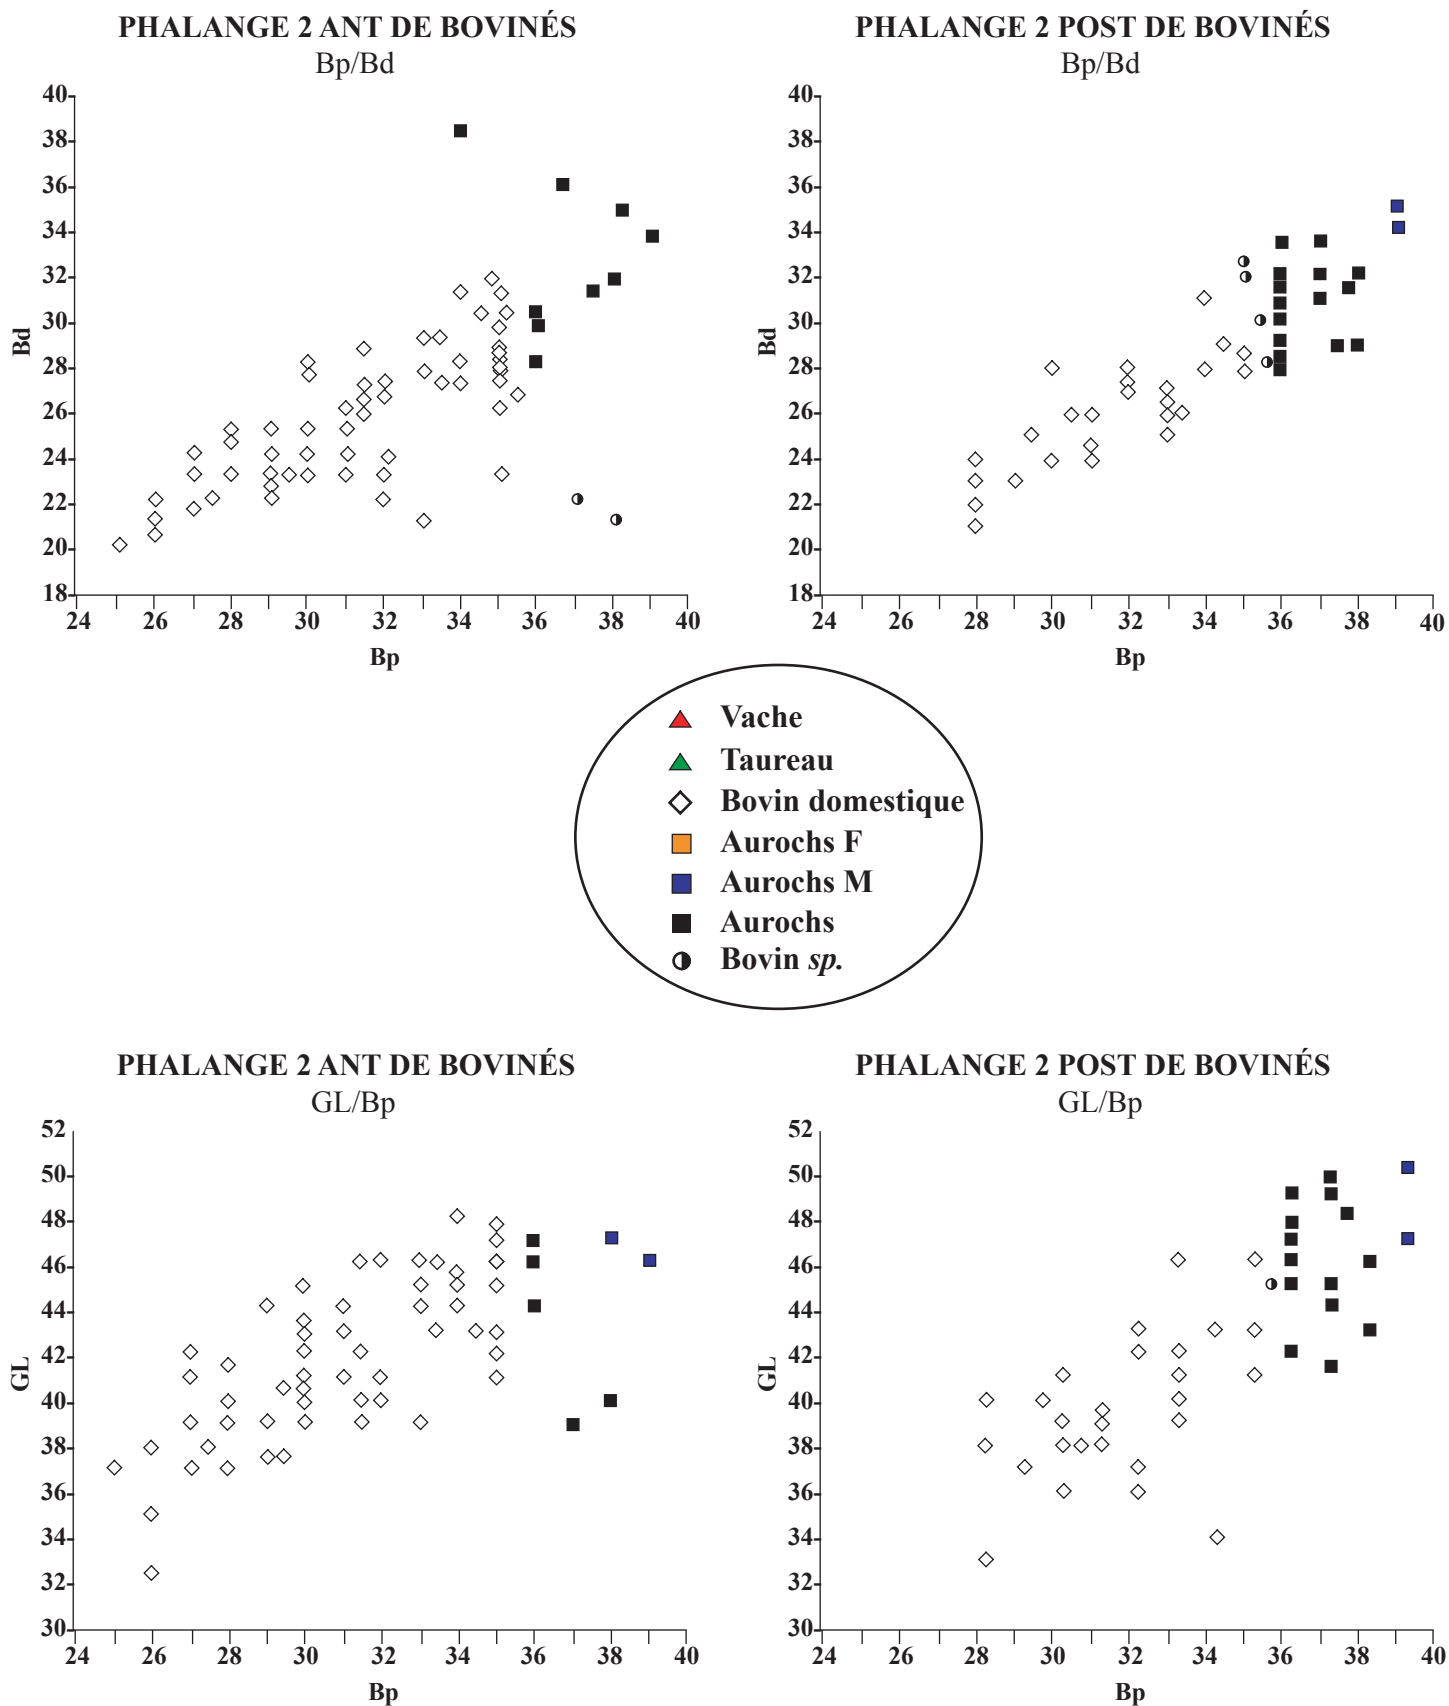 PHALANGE 2 ANT DE BOVINÉS
Bp/Bd
40
38
36
34
32
30
28
26
24
22
20
18
Bd
24 26 28 30 32 34 36 38 40
Bp
PHALANGE 2 POST DE BOVINÉS
Bp/Bd
40
38
36
34
32
30
28
26
24
22
20
18
Bd
24 26 30 32 34 36 38 40
Bp
Vache
Taureau
Bovin domestique
Aurochs F
Aurochs M
Aurochs
Bovin sp.
PHALANGE 2 ANT DE BOVINÉS
GL/Bp
52
50
48
46
44
42
40
38
36
34
32
30
GL
24 26 28 30 32 34 36 38 40
Bp
PHALANGE 2 POST DE BOVINÉS
GL/Bp
52
50
48
46
44
42
40
38
36
34
32
30
GL
24 26 28 30 32 34 36 38 40
Bp